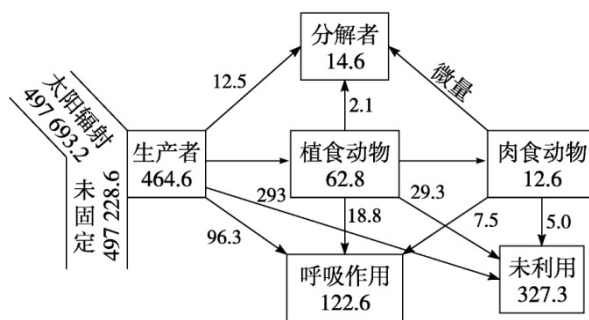 分解者
14.6
12.5
微量
2.1
太阳辐射
497 693.2
生产者
464.6
植食动物
62.8
肉食动物
12.6
未固定
497 228.6
293
29.3
18.8
7.5
5.0
96.3
呼吸作用
122.6
未利用
327.3